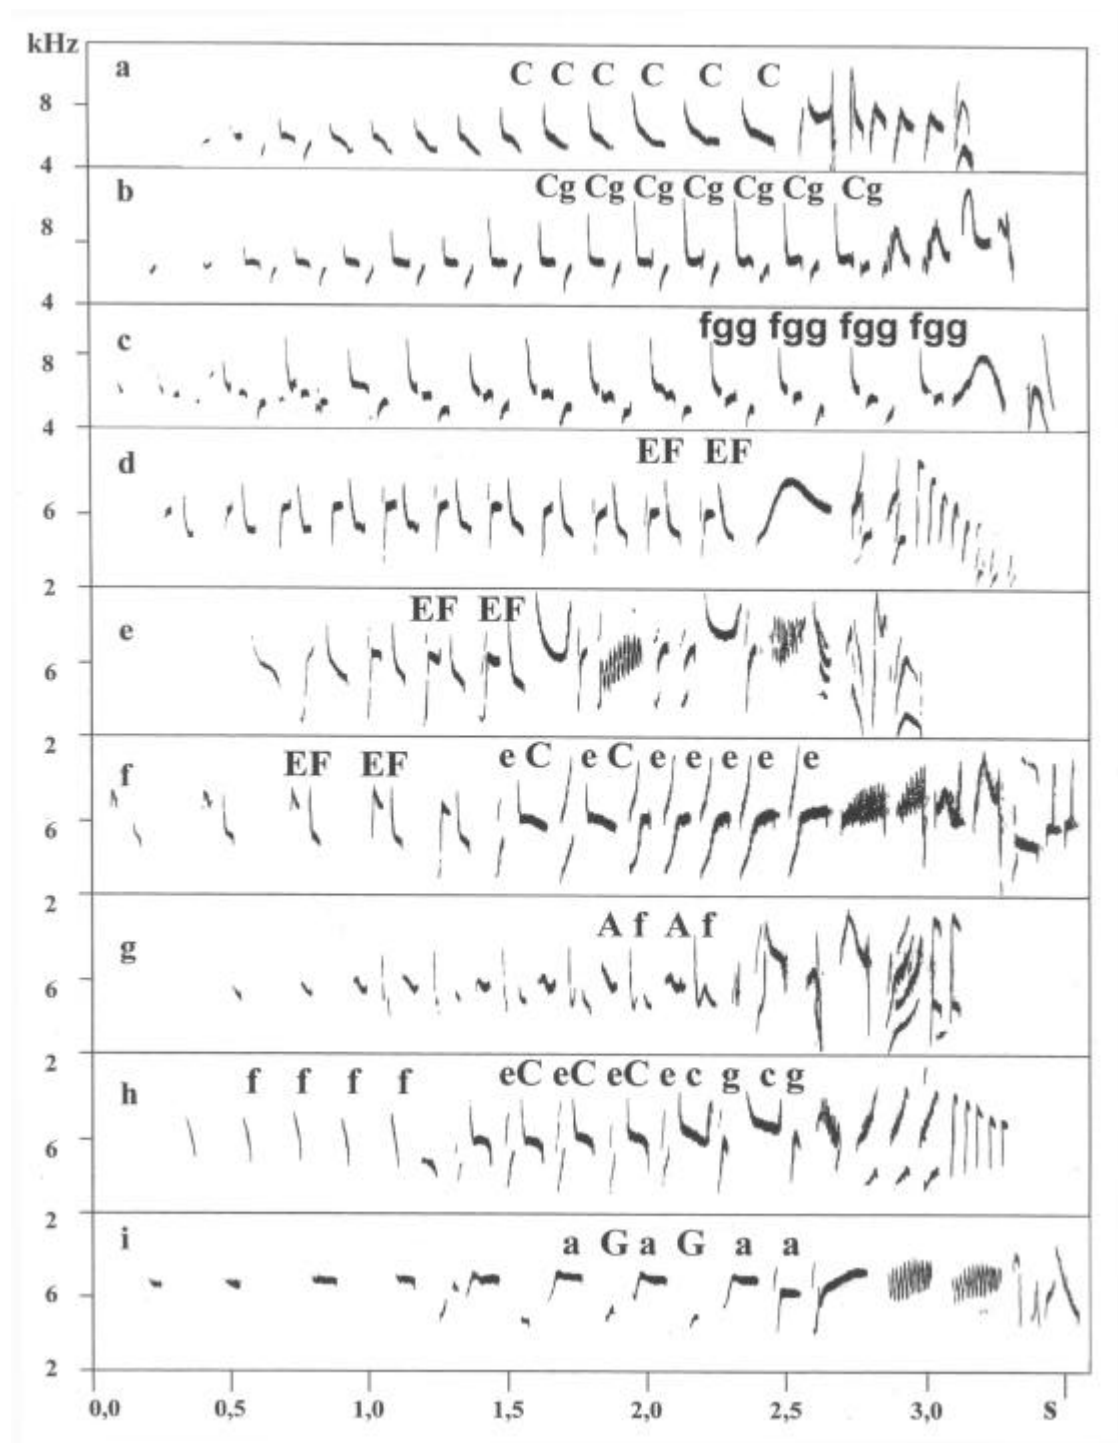 kHz
a
C C C C C C
8
4
b
Cg Cg Cg Cg Cg Cg Cg
8
4
c
fgg fgg fgg fgg
8
4
d
EF EF
6
2
e
EF EF
6
2
f
EF EF e C e C e e e e e
6
2
g
A f A f
6
2
h
f f f f eC eC eC e c g c g
6
2
i
a G a G a a
6
2
0,0 0,5 1,0 1,5 2,0 2,5 3,0 s